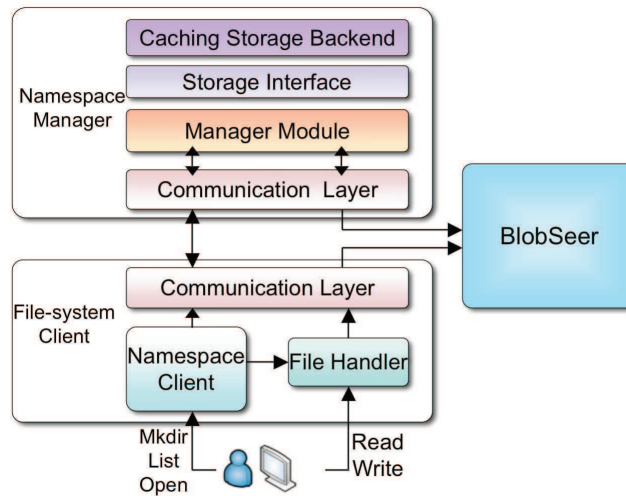 Caching Storage Backend
Storage Interface
Namespace
Manager
Manager Module
Communication Layer
BlobSeer
Communication Layer
File-system
Client
Namespace
Client
File Handler
Mkdir
List
Open
Read
Write